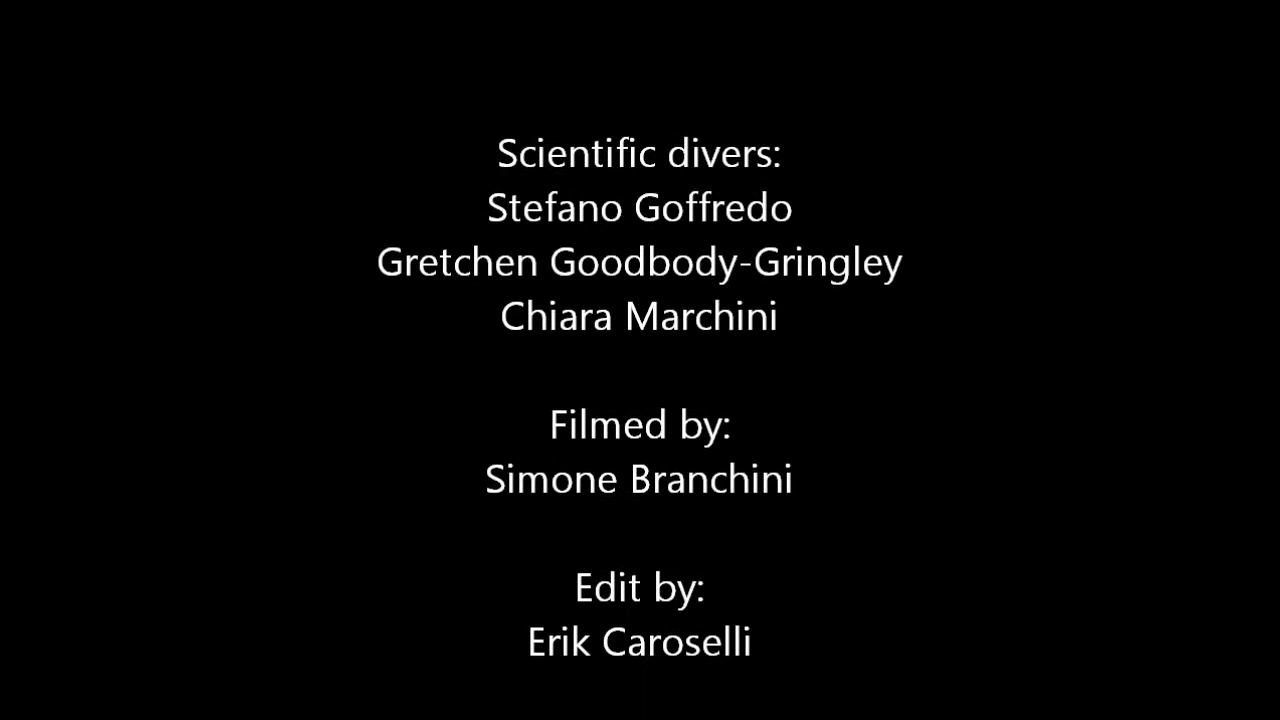 Scientific divers:
Stefano Goffredo
Gretchen Goodbody-Gringley
Chiara Marchini
Filmed by:
Simone Branchini
Edit by:
Erik Caroselli